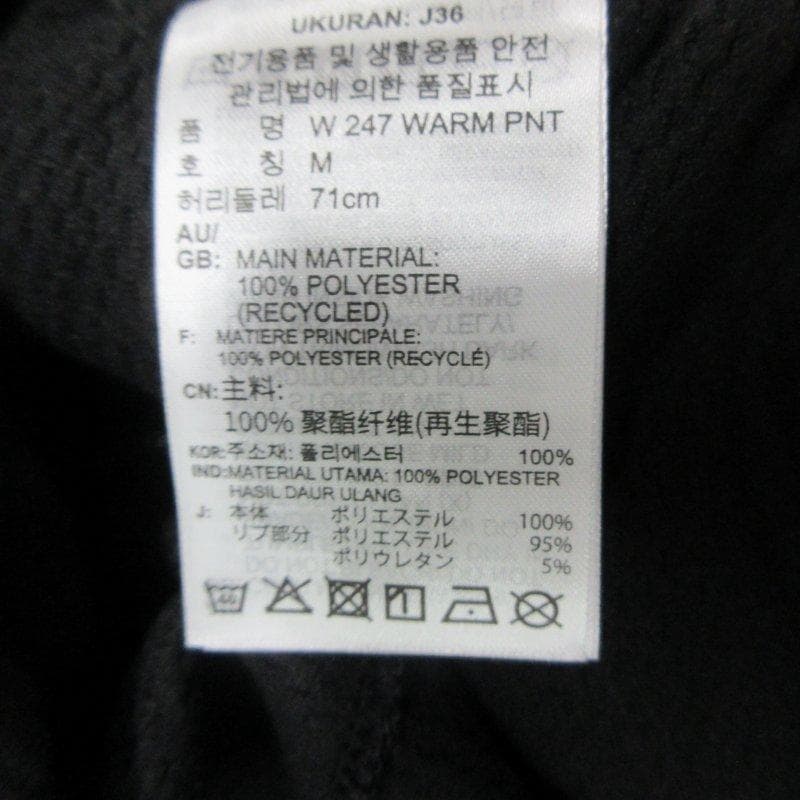 UKURAN: J36
전기용품 및 생활용품 안전
관리법에 의한 품질표시
품 명 W 247 WARM PNT
호 칭 M
허리둘레 71cm
AU/
GB: MAIN MATERIAL:
100% POLYESTER
(RECYCLED)
F: MATIERE PRINCIPALE:
100% POLYESTER (RECYCLÉ)
CN: 主料:
100% 聚酯纤维(再生聚酯)
KOR: 주소재: 폴리에스터 100%
IND: MATERIAL UTAMA: 100% POLYESTER
HASIL DAUR ULANG
J: 本体 ポリエステル 100%
リブ部分 ポリエステル 95%
ポリウレタン 5%